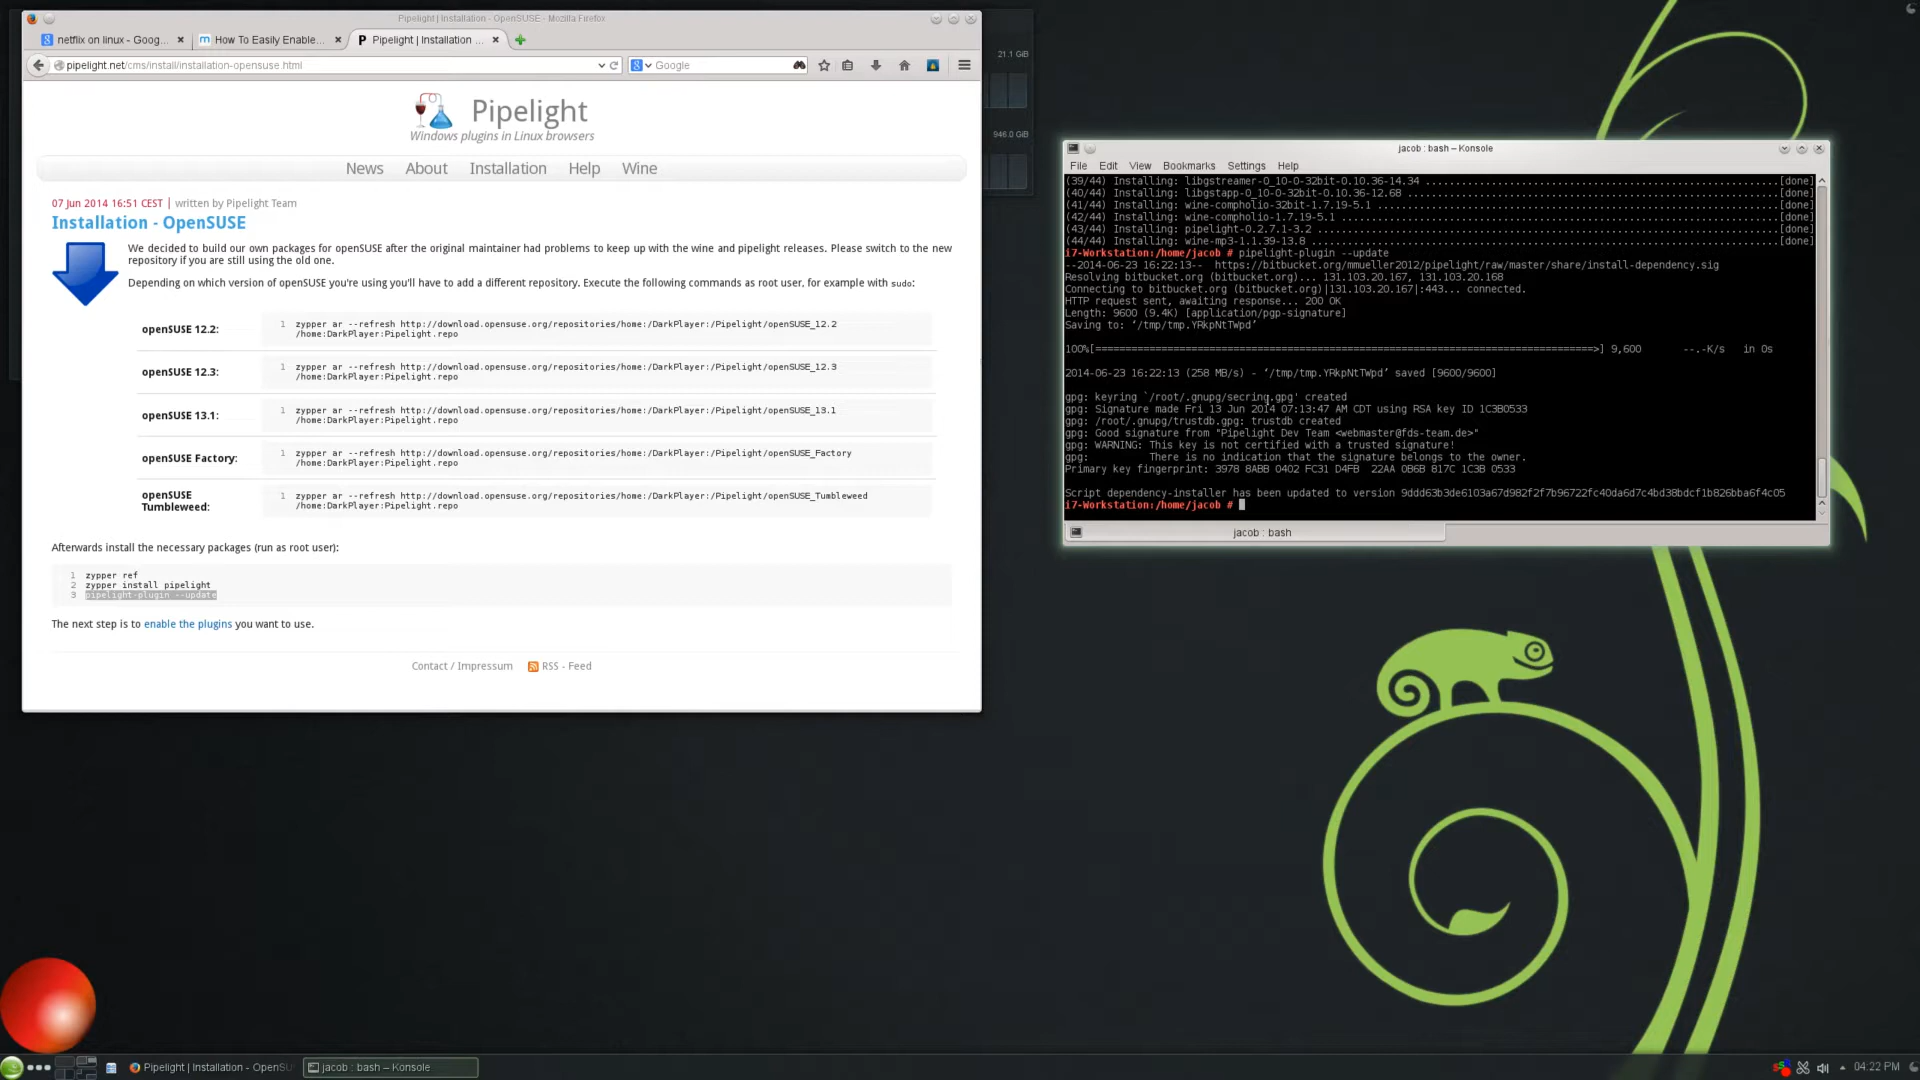 Pipelight | Installation - OpenSUSE - Mozilla Firefox
netflix on linux - Goog...
How To Easily Enable...
Pipelight | Installation ...
pipelight.net/cms/install/installation-opensuse.html
Google
Pipelight
Windows plugins in Linux browsers
News About Installation Help Wine
07 Jun 2014 16:51 CEST | written by Pipelight Team
Installation - OpenSUSE
We decided to build our own packages for openSUSE after the original maintainer had problems to keep up with the wine and pipelight releases. Please switch to the new
repository if you are still using the old one.
Depending on which version of openSUSE you're using you'll have to add a different repository. Execute the following commands as root user, for example with sudo:
openSUSE 12.2:
1 zypper ar --refresh http://download.opensuse.org/repositories/home:/DarkPlayer:/Pipelight/openSUSE_12.2
/home:DarkPlayer:Pipelight.repo
openSUSE 12.3:
1 zypper ar --refresh http://download.opensuse.org/repositories/home:/DarkPlayer:/Pipelight/openSUSE_12.3
/home:DarkPlayer:Pipelight.repo
openSUSE 13.1:
1 zypper ar --refresh http://download.opensuse.org/repositories/home:/DarkPlayer:/Pipelight/openSUSE_13.1
/home:DarkPlayer:Pipelight.repo
openSUSE Factory:
1 zypper ar --refresh http://download.opensuse.org/repositories/home:/DarkPlayer:/Pipelight/openSUSE_Factory
/home:DarkPlayer:Pipelight.repo
openSUSE
Tumbleweed:
1 zypper ar --refresh http://download.opensuse.org/repositories/home:/DarkPlayer:/Pipelight/openSUSE_Tumbleweed
/home:DarkPlayer:Pipelight.repo
Afterwards install the necessary packages (run as root user):
1 zypper ref
2 zypper install pipelight
3 pipelight-plugin --update
The next step is to enable the plugins you want to use.
Contact / Impressum RSS - Feed
21.1 GiB
946.0 GiB
jacob : bash – Konsole
File Edit View Bookmarks Settings Help
(39/44) Installing: libgstreamer-0_10-0-32bit-0.10.36-14.34 ...........................................................[done]
(40/44) Installing: libgstapp-0_10-0-32bit-0.10.36-12.68 ..............................................................[done]
(41/44) Installing: wine-compholio-32bit-1.7.19-5.1 ...................................................................[done]
(42/44) Installing: wine-compholio-1.7.19-5.1 .........................................................................[done]
(43/44) Installing: pipelight-0.2.7.1-3.2 .............................................................................[done]
(44/44) Installing: wine-mp3-1.1.39-13.8 ..............................................................................[done]
i7-Workstation:/home/jacob # pipelight-plugin --update
--2014-06-23 16:22:13-- https://bitbucket.org/mmueller2012/pipelight/raw/master/share/install-dependency.sig
Resolving bitbucket.org (bitbucket.org)... 131.103.20.167, 131.103.20.168
Connecting to bitbucket.org (bitbucket.org)|131.103.20.167|:443... connected.
HTTP request sent, awaiting response... 200 OK
Length: 9600 (9.4K) [application/pgp-signature]
Saving to: ‘/tmp/tmp.YRkpNtTWpd’
100%[===================================================================================>] 9,600 --.-K/s in 0s
2014-06-23 16:22:13 (258 MB/s) - ‘/tmp/tmp.YRkpNtTWpd’ saved [9600/9600]
gpg: keyring `/root/.gnupg/secring.gpg' created
gpg: Signature made Fri 13 Jun 2014 07:13:47 AM CDT using RSA key ID 1C3B0533
gpg: /root/.gnupg/trustdb.gpg: trustdb created
gpg: Good signature from "Pipelight Dev Team <webmaster@fds-team.de>"
gpg: WARNING: This key is not certified with a trusted signature!
gpg: There is no indication that the signature belongs to the owner.
Primary key fingerprint: 3978 8ABB 0402 FC31 D4FB 22AA 0B6B 817C 1C3B 0533
Script dependency-installer has been updated to version 9ddd63b3de6103a67d982f2f7b96722fc40da6d7c4bd38bdcf1b826bba6f4c05
i7-Workstation:/home/jacob #
jacob : bash
Pipelight | Installation - OpenSU
jacob : bash – Konsole
04:22 PM